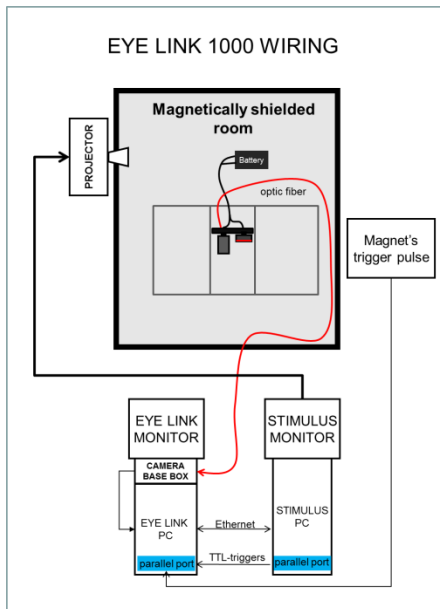 EYE LINK 1000 WIRING
Magnetically shielded
room
PROJECTOR
Battery
optic fiber
Magnet's
trigger pulse
EYE LINK
MONITOR
STIMULUS
MONITOR
CAMERA
BASE BOX
EYE LINK
PC
Ethernet
STIMULUS
PC
TTL-triggers
parallel port
parallel port